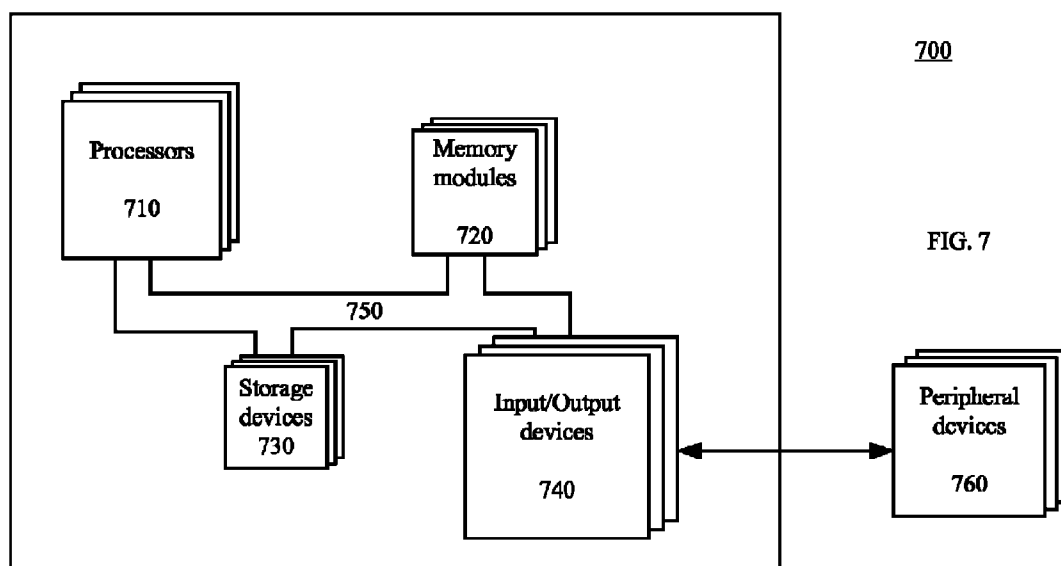 700
Processors
710
Memory
modules
720
FIG. 7
750
Storage
devices
730
Input/Output
devices
740
Peripheral
devices
760